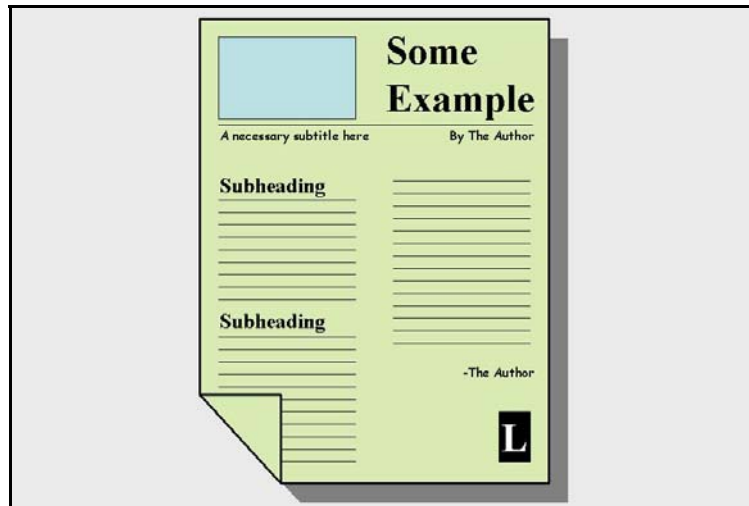 Some
Example
A necessary subtitle here
By The Author
Subheading
Subheading
-The Author
L